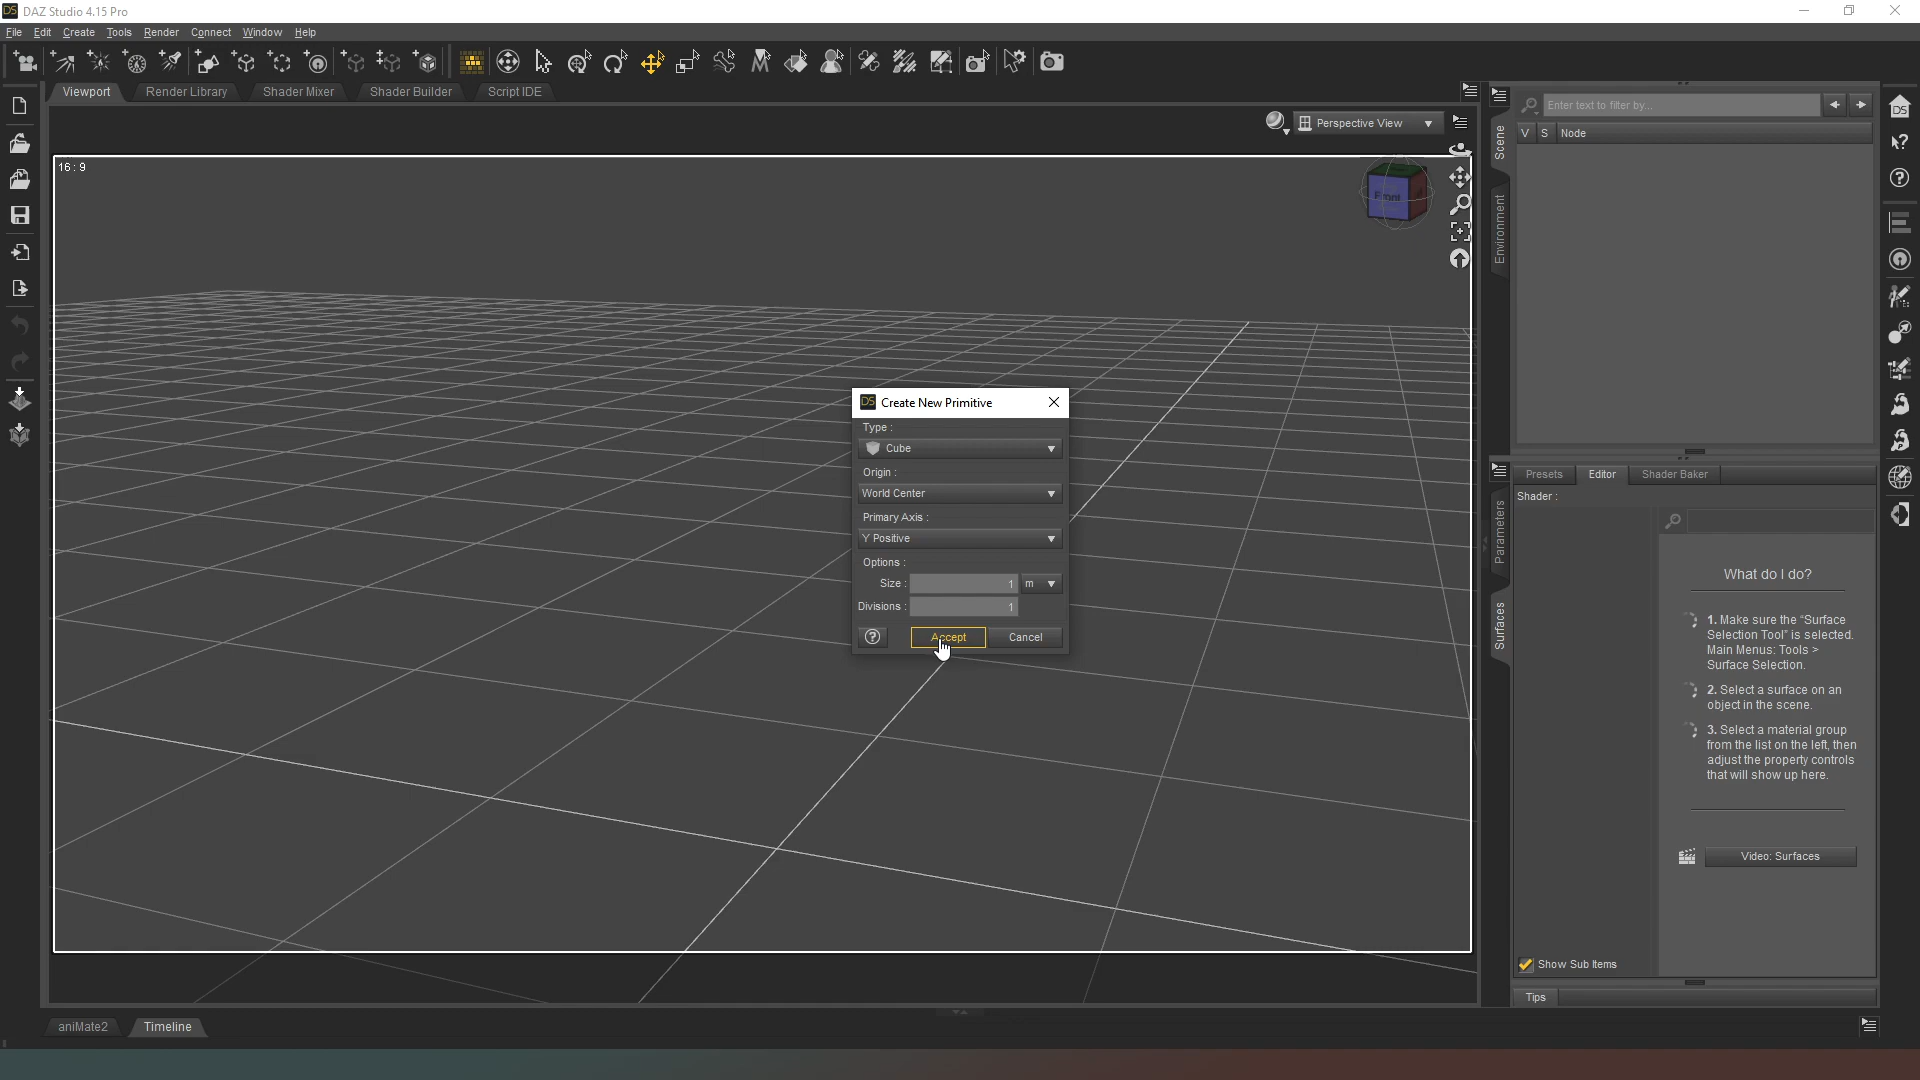 DS DAZ Studio 4.15 Pro
File Edit Create Tools Render Connect Window Help
Viewport Render Library Shader Mixer Shader Builder Script IDE
Perspective View
16 : 9
Front
DS Create New Primitive
Type :
Cube
Origin :
World Center
Primary Axis :
Y Positive
Options :
Size : 1 m
Divisions : 1
? Accept Cancel
Scene
Environment
Enter text to filter by...
V S Node
Parameters
Surfaces
Presets Editor Shader Baker
Shader :
What do I do?
1. Make sure the "Surface
Selection Tool" is selected.
Main Menus: Tools >
Surface Selection.
2. Select a surface on an
object in the scene.
3. Select a material group
from the list on the left, then
adjust the property controls
that will show up here.
Video: Surfaces
Show Sub Items
Tips
DS
aniMate2 Timeline